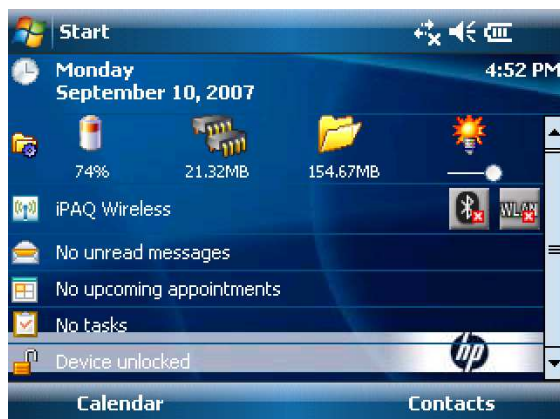 Start
Monday
4:52 PM
September 10, 2007
74%
21.32MB
154.67MB
iPAQ Wireless
WLAN
No unread messages
No upcoming appointments
No tasks
hp
Device unlocked
Calendar
Contacts